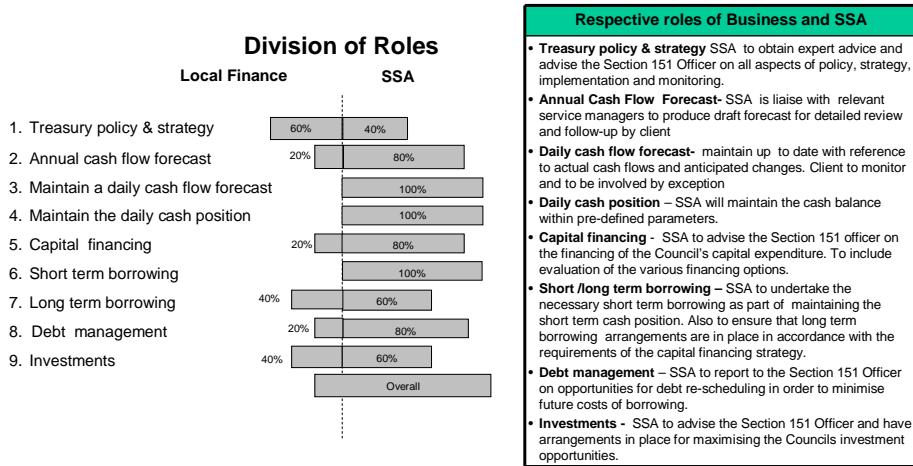 Division of Roles
Local Finance SSA
1. Treasury policy & strategy 60% 40%
2. Annual cash flow forecast 20% 80%
3. Maintain a daily cash flow forecast 100%
4. Maintain the daily cash position 100%
5. Capital financing 20% 80%
6. Short term borrowing 100%
7. Long term borrowing 40% 60%
8. Debt management 20% 80%
9. Investments 40% 60%
Overall
Respective roles of Business and SSA
• Treasury policy & strategy SSA to obtain expert advice and
advise the Section 151 Officer on all aspects of policy, strategy,
implementation and monitoring.
• Annual Cash Flow Forecast- SSA is liaise with relevant
service managers to produce draft forecast for detailed review
and follow-up by client
• Daily cash flow forecast- maintain up to date with reference
to actual cash flows and anticipated changes. Client to monitor
and to be involved by exception
• Daily cash position – SSA will maintain the cash balance
within pre-defined parameters.
• Capital financing - SSA to advise the Section 151 officer on
the financing of the Council's capital expenditure. To include
evaluation of the various financing options.
• Short /long term borrowing – SSA to undertake the
necessary short term borrowing as part of maintaining the
short term cash position. Also to ensure that long term
borrowing arrangements are in place in accordance with the
requirements of the capital financing strategy.
• Debt management – SSA to report to the Section 151 Officer
on opportunities for debt re-scheduling in order to minimise
future costs of borrowing.
• Investments - SSA to advise the Section 151 Officer and have
arrangements in place for maximising the Councils investment
opportunities.